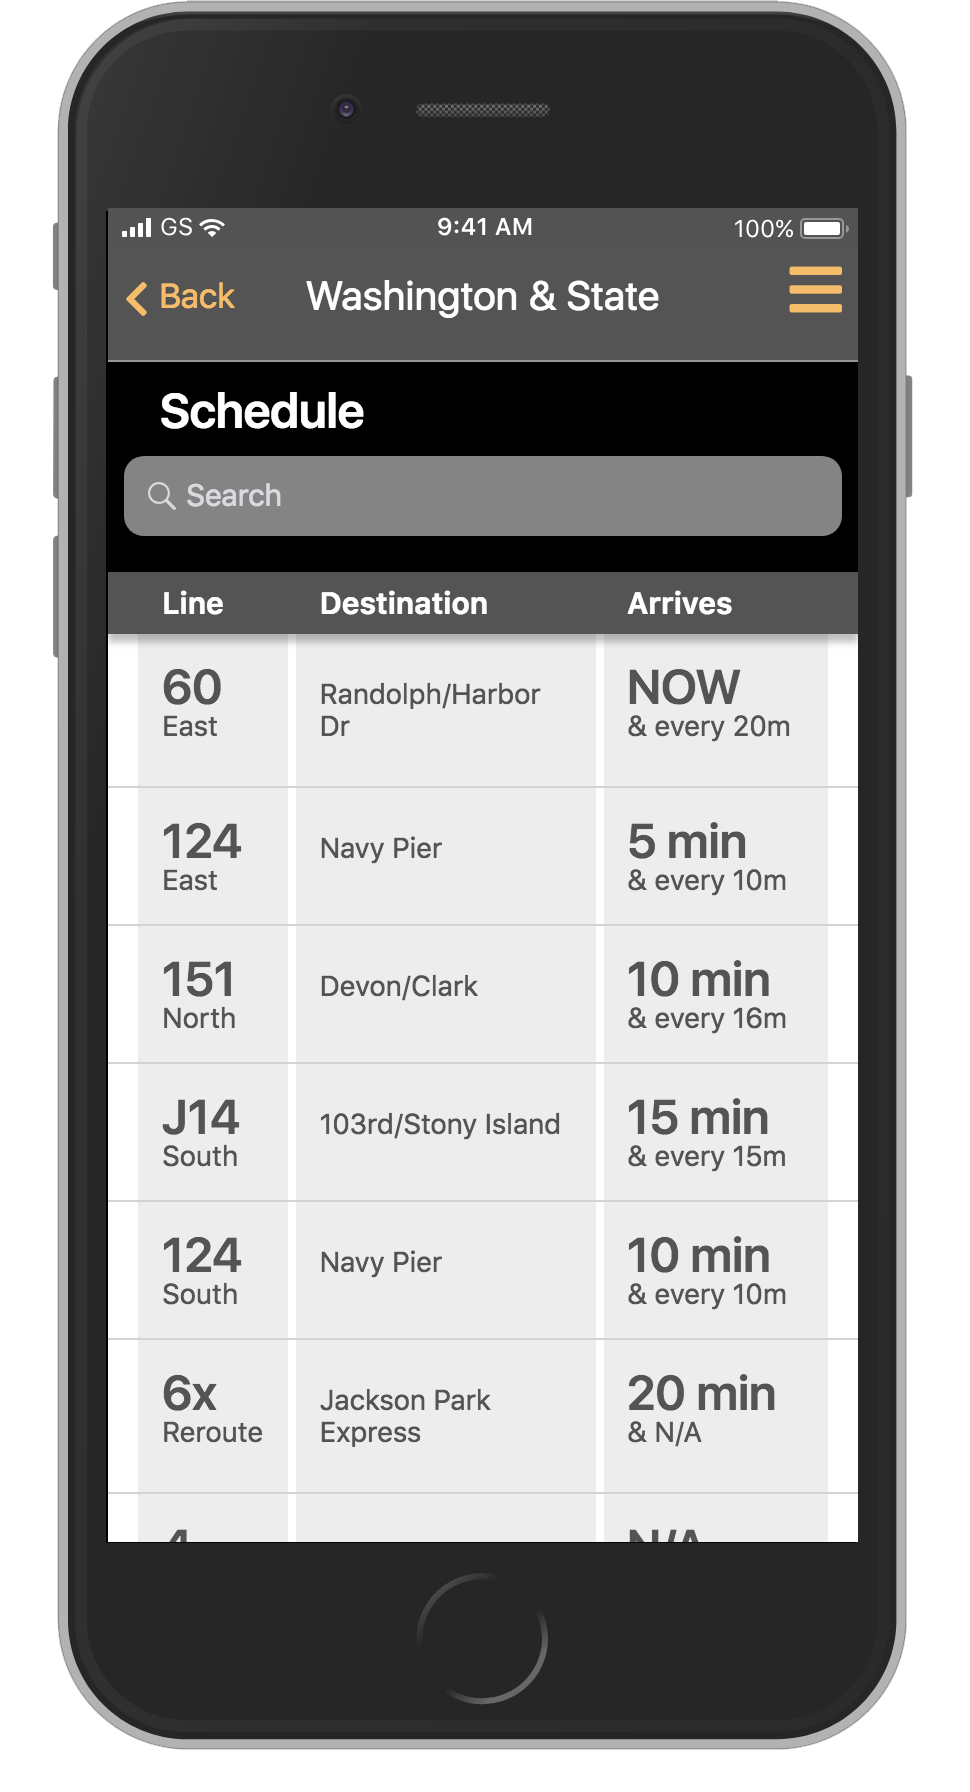 GS 9:41 AM 100%
Back Washington & State
Schedule
Search
Line Destination Arrives
60 Randolph/Harbor NOW
East Dr & every 20m
124 Navy Pier 5 min
East & every 10m
151 Devon/Clark 10 min
North & every 16m
J14 103rd/Stony Island 15 min
South & every 15m
124 Navy Pier 10 min
South & every 10m
6x Jackson Park 20 min
Reroute Express & N/A
4 N/A